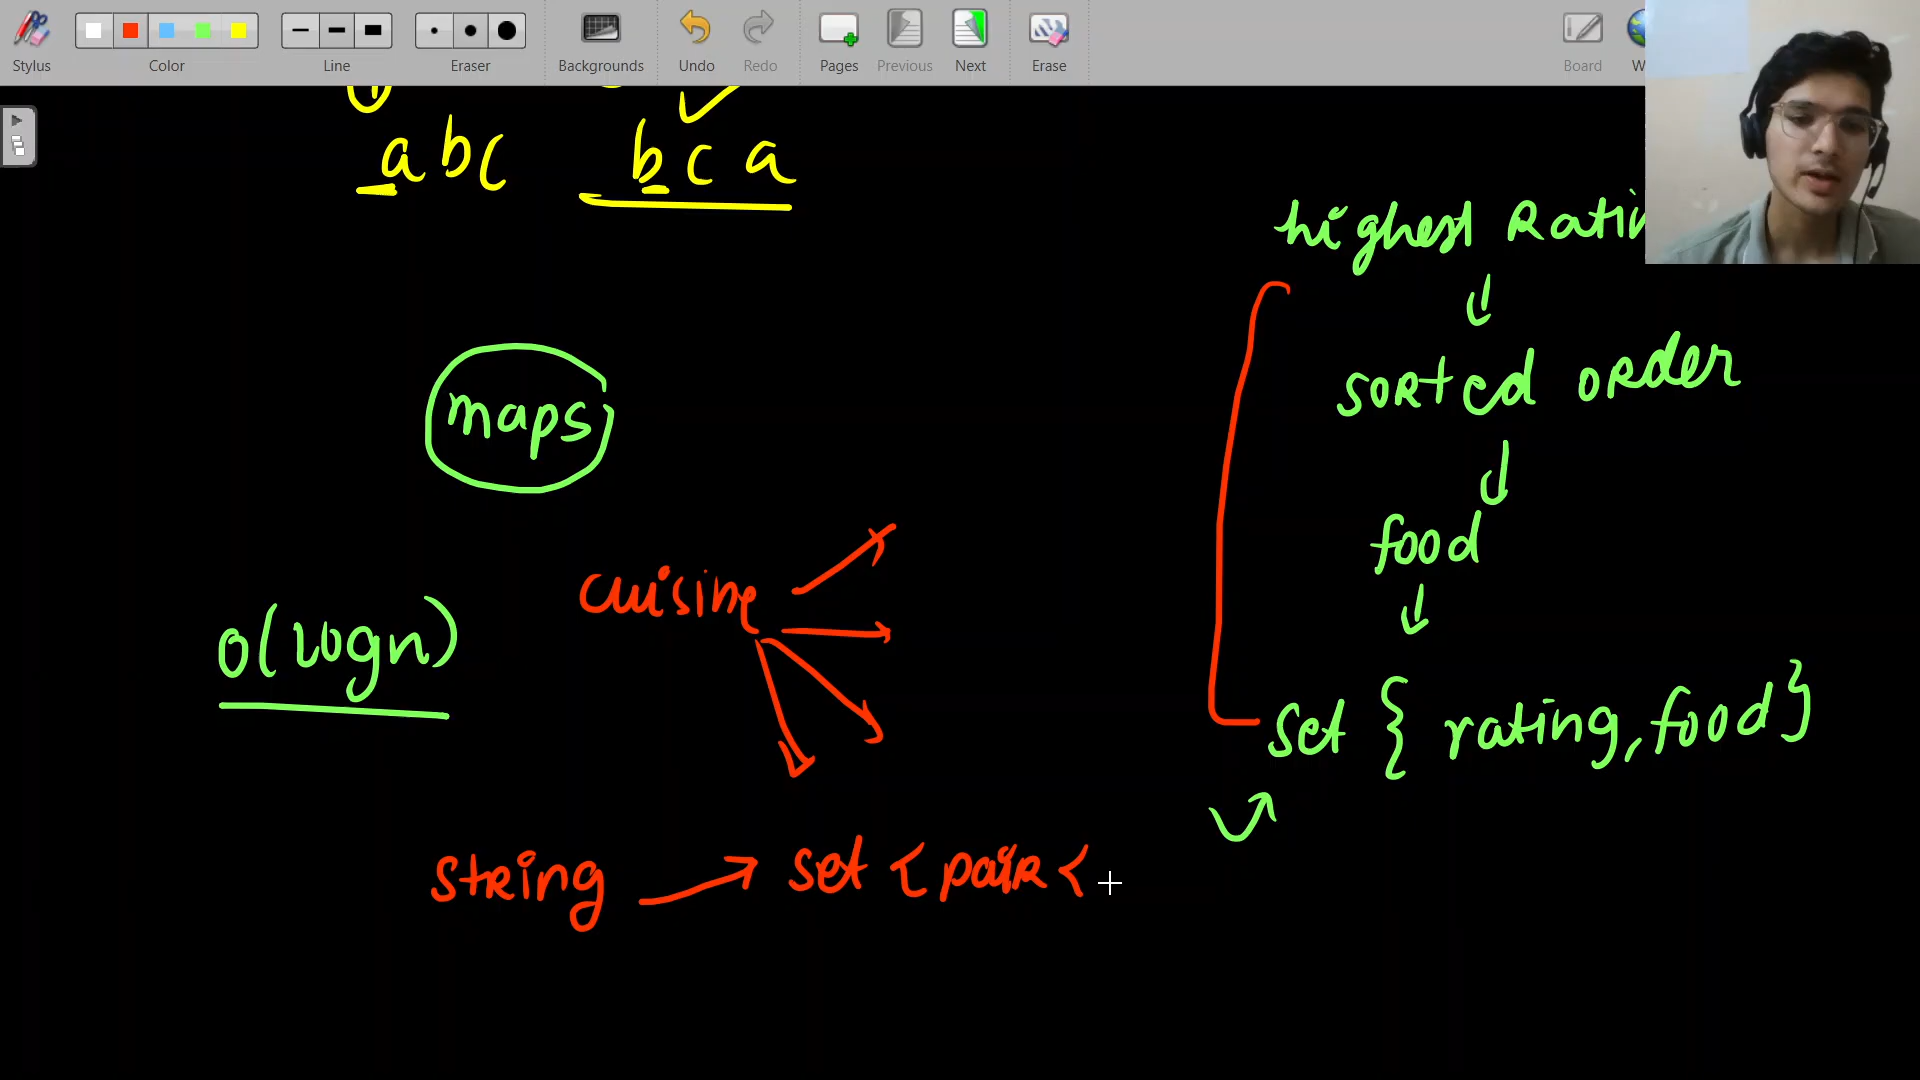 Stylus
Color
Line
Eraser
Backgrounds
Undo
Redo
Pages
Previous
Next
Erase
Board
abc
bca
highest
sorted order
maps
food
cuisine
O(logn)
set { rating, food }
string → set < pair <